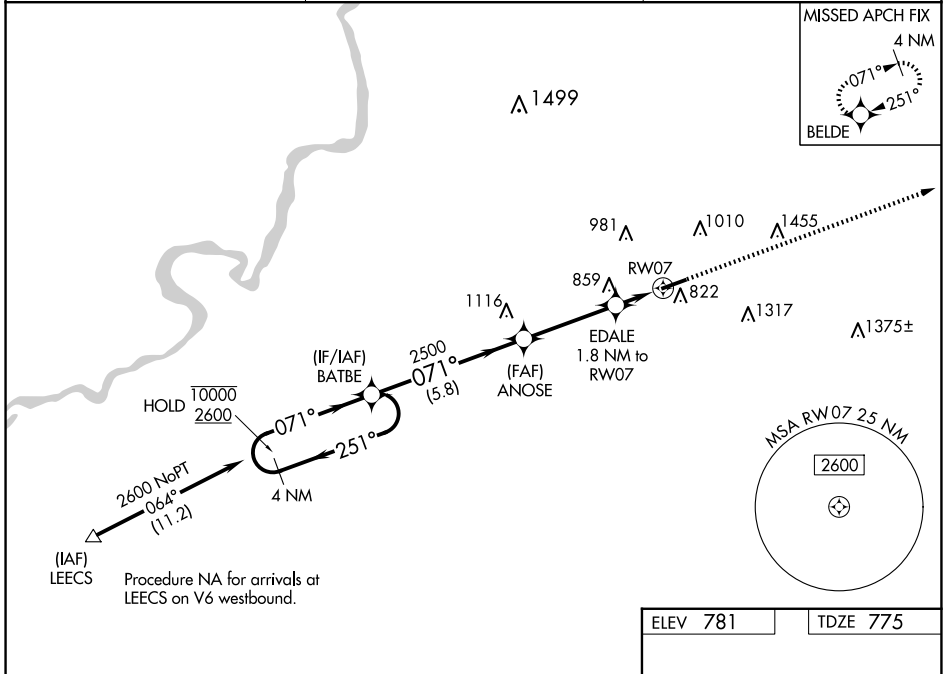 MISSED APCH FIX
4 NM
071°
251°
BELDE
1499
981
1010
1455
RW07
859
822
1116
1317
1375±
EDALE
1.8 NM to
RW07
(FAF)
ANOSE
(IF/IAF)
BATBE
2500
071°
(5.8)
HOLD
10000
2600
071°
251°
4 NM
2600 NoPT
064°
(11.2)
(IAF)
LEECS
Procedure NA for arrivals at
LEECS on V6 westbound.
MSA RW07 25 NM
2600
ELEV 781
TDZE 775